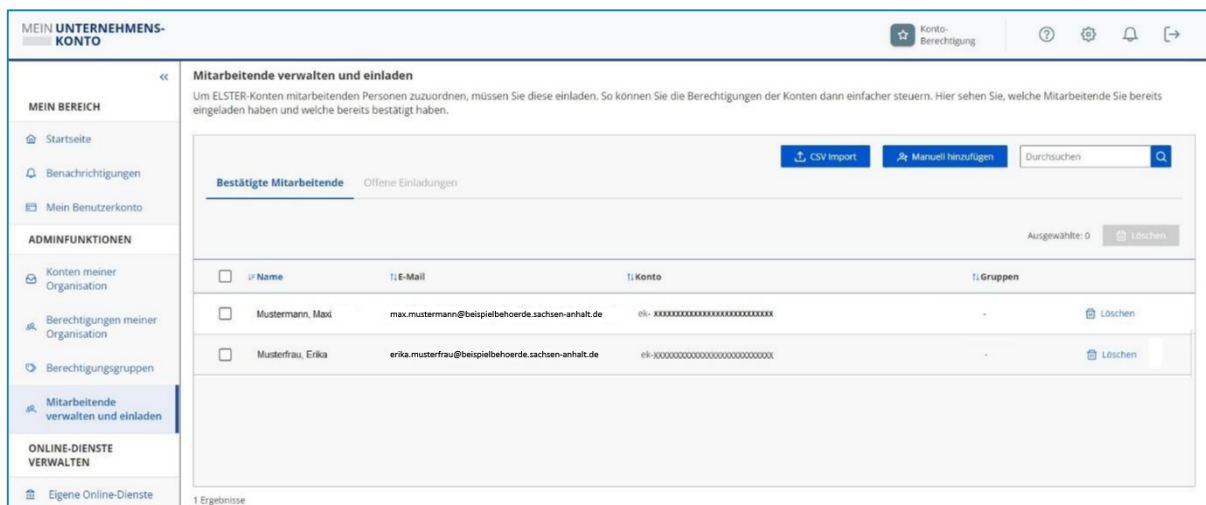 MEIN UNTERNEHMENS-
KONTO
Konto-
Berechtigung
MEIN BEREICH
Startseite
Benachrichtigungen
Mein Benutzerkonto
ADMINFUNKTIONEN
Konten meiner
Organisation
Berechtigungen meiner
Organisation
Berechtigungsgruppen
Mitarbeitende
verwalten und einladen
ONLINE-DIENSTE
VERWALTEN
Eigene Online-Dienste
Mitarbeitende verwalten und einladen
Um ELSTER-Konten mitarbeitenden Personen zuzuordnen, müssen Sie diese einladen. So können Sie die Berechtigungen der Konten dann einfacher steuern. Hier sehen Sie, welche Mitarbeitende Sie bereits
eingeladen haben und welche bereits bestätigt haben.
CSV Import Manuell hinzufügen Durchsuchen
Bestätigte Mitarbeitende Offene Einladungen
Ausgewählte: 0 Löschen
Name E-Mail Konto Gruppen
Mustermann, Maxi max.mustermann@beispielbehoerde.sachsen-anhalt.de ek- xxxxxxxxxxxxxxxxxxxxxxxxxxx - Löschen
Musterfrau, Erika erika.musterfrau@beispielbehoerde.sachsen-anhalt.de ek-xxxxxxxxxxxxxxxxxxxxxxxxxxx - Löschen
1 Ergebnisse